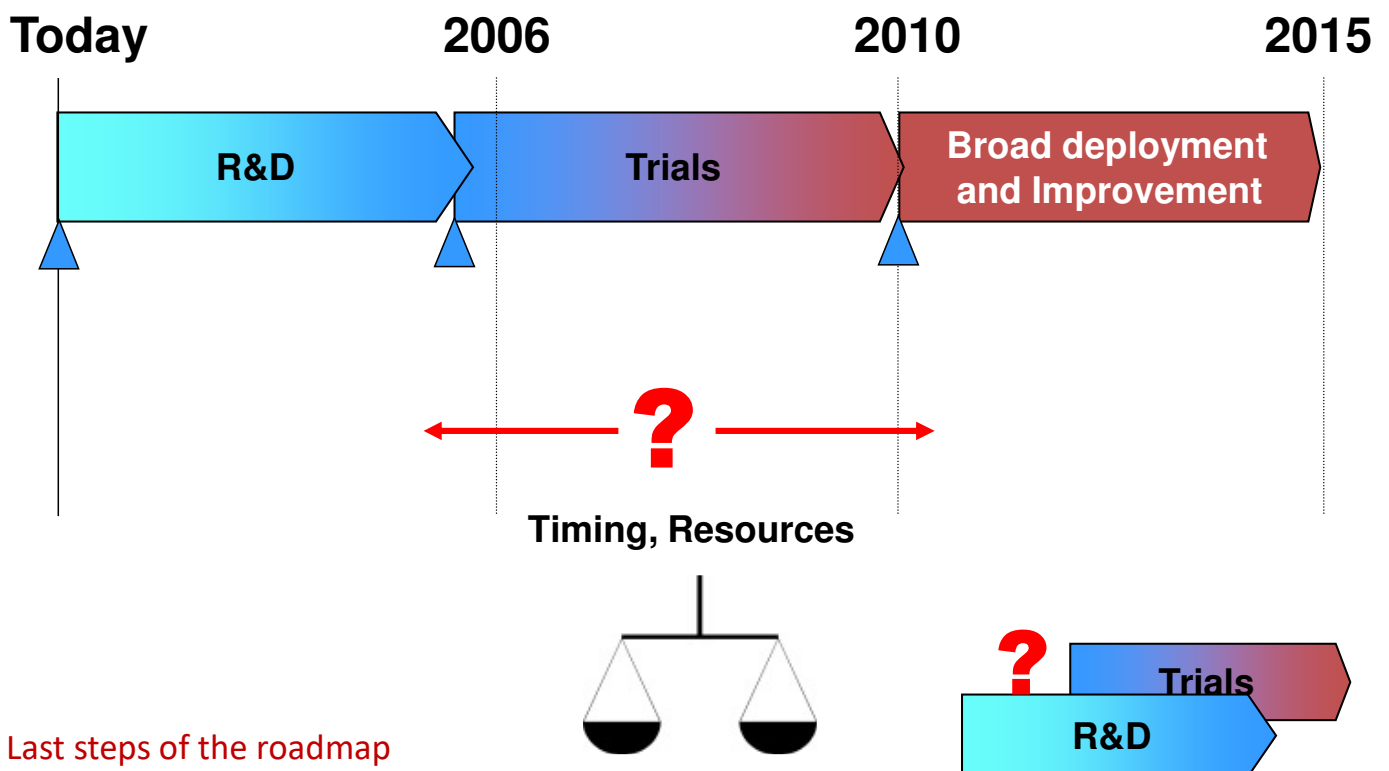 Today 2006 2010 2015
R&D Trials Broad deployment
and Improvement
?
Timing, Resources
?
Trials
R&D
Last steps of the roadmap